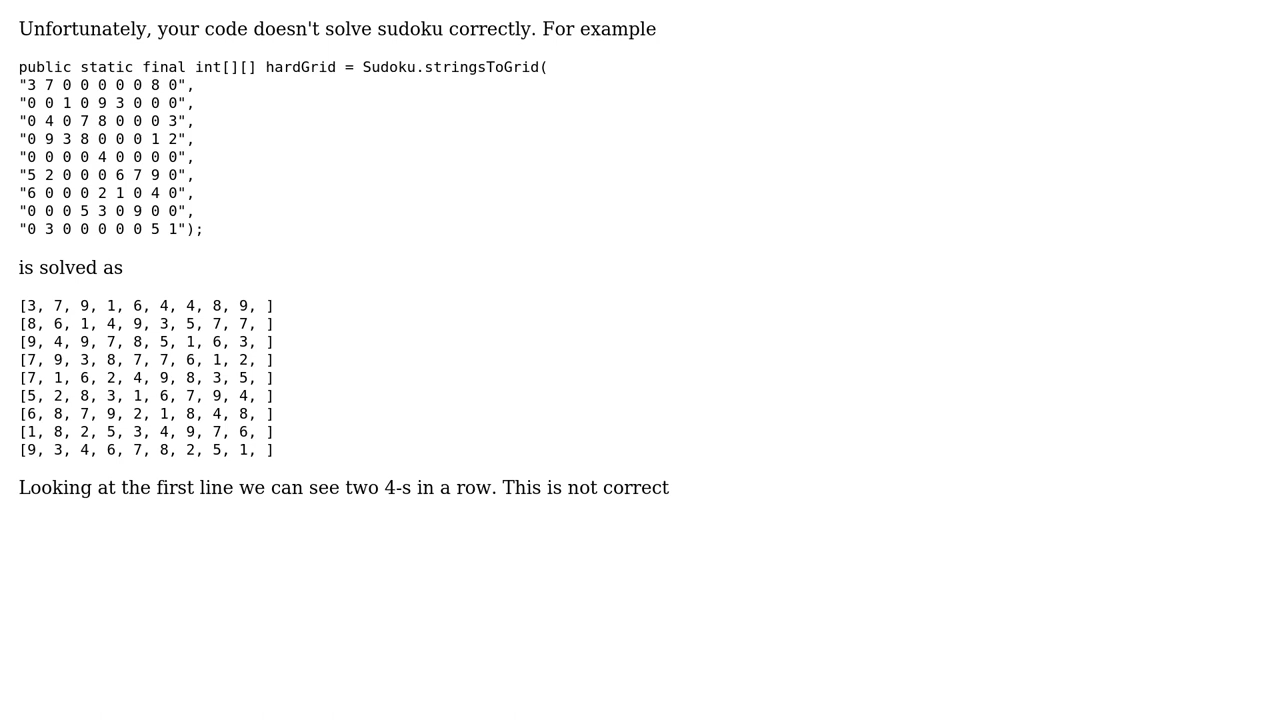 Unfortunately, your code doesn't solve sudoku correctly. For example
public static final int[][] hardGrid = Sudoku.stringsToGrid(
"3 7 0 0 0 0 0 8 0",
"0 0 1 0 9 3 0 0 0",
"0 4 0 7 8 0 0 0 3",
"0 9 3 8 0 0 0 1 2",
"0 0 0 0 4 0 0 0 0",
"5 2 0 0 0 6 7 9 0",
"6 0 0 0 2 1 0 4 0",
"0 0 0 5 3 0 9 0 0",
"0 3 0 0 0 0 0 5 1");
is solved as
[3, 7, 9, 1, 6, 4, 4, 8, 9, ]
[8, 6, 1, 4, 9, 3, 5, 7, 7, ]
[9, 4, 9, 7, 8, 5, 1, 6, 3, ]
[7, 9, 3, 8, 7, 7, 6, 1, 2, ]
[7, 1, 6, 2, 4, 9, 8, 3, 5, ]
[5, 2, 8, 3, 1, 6, 7, 9, 4, ]
[6, 8, 7, 9, 2, 1, 8, 4, 8, ]
[1, 8, 2, 5, 3, 4, 9, 7, 6, ]
[9, 3, 4, 6, 7, 8, 2, 5, 1, ]
Looking at the first line we can see two 4-s in a row. This is not correct